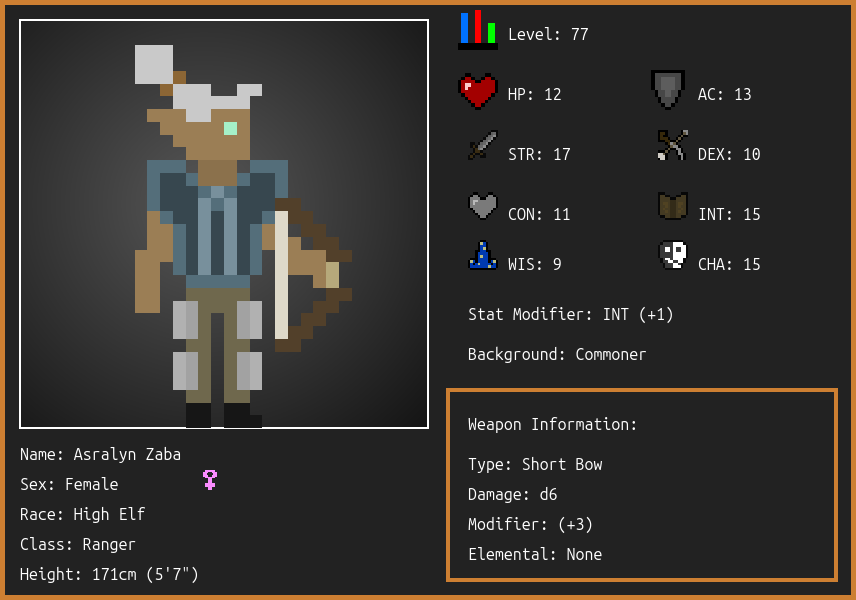 Level: 77
HP: 12
AC: 13
STR: 17
DEX: 10
CON: 11
INT: 15
WIS: 9
CHA: 15
Stat Modifier: INT (+1)
Background: Commoner
Weapon Information:
Type: Short Bow
Damage: d6
Modifier: (+3)
Elemental: None
Name: Asralyn Zaba
Sex: Female
Race: High Elf
Class: Ranger
Height: 171cm (5'7")